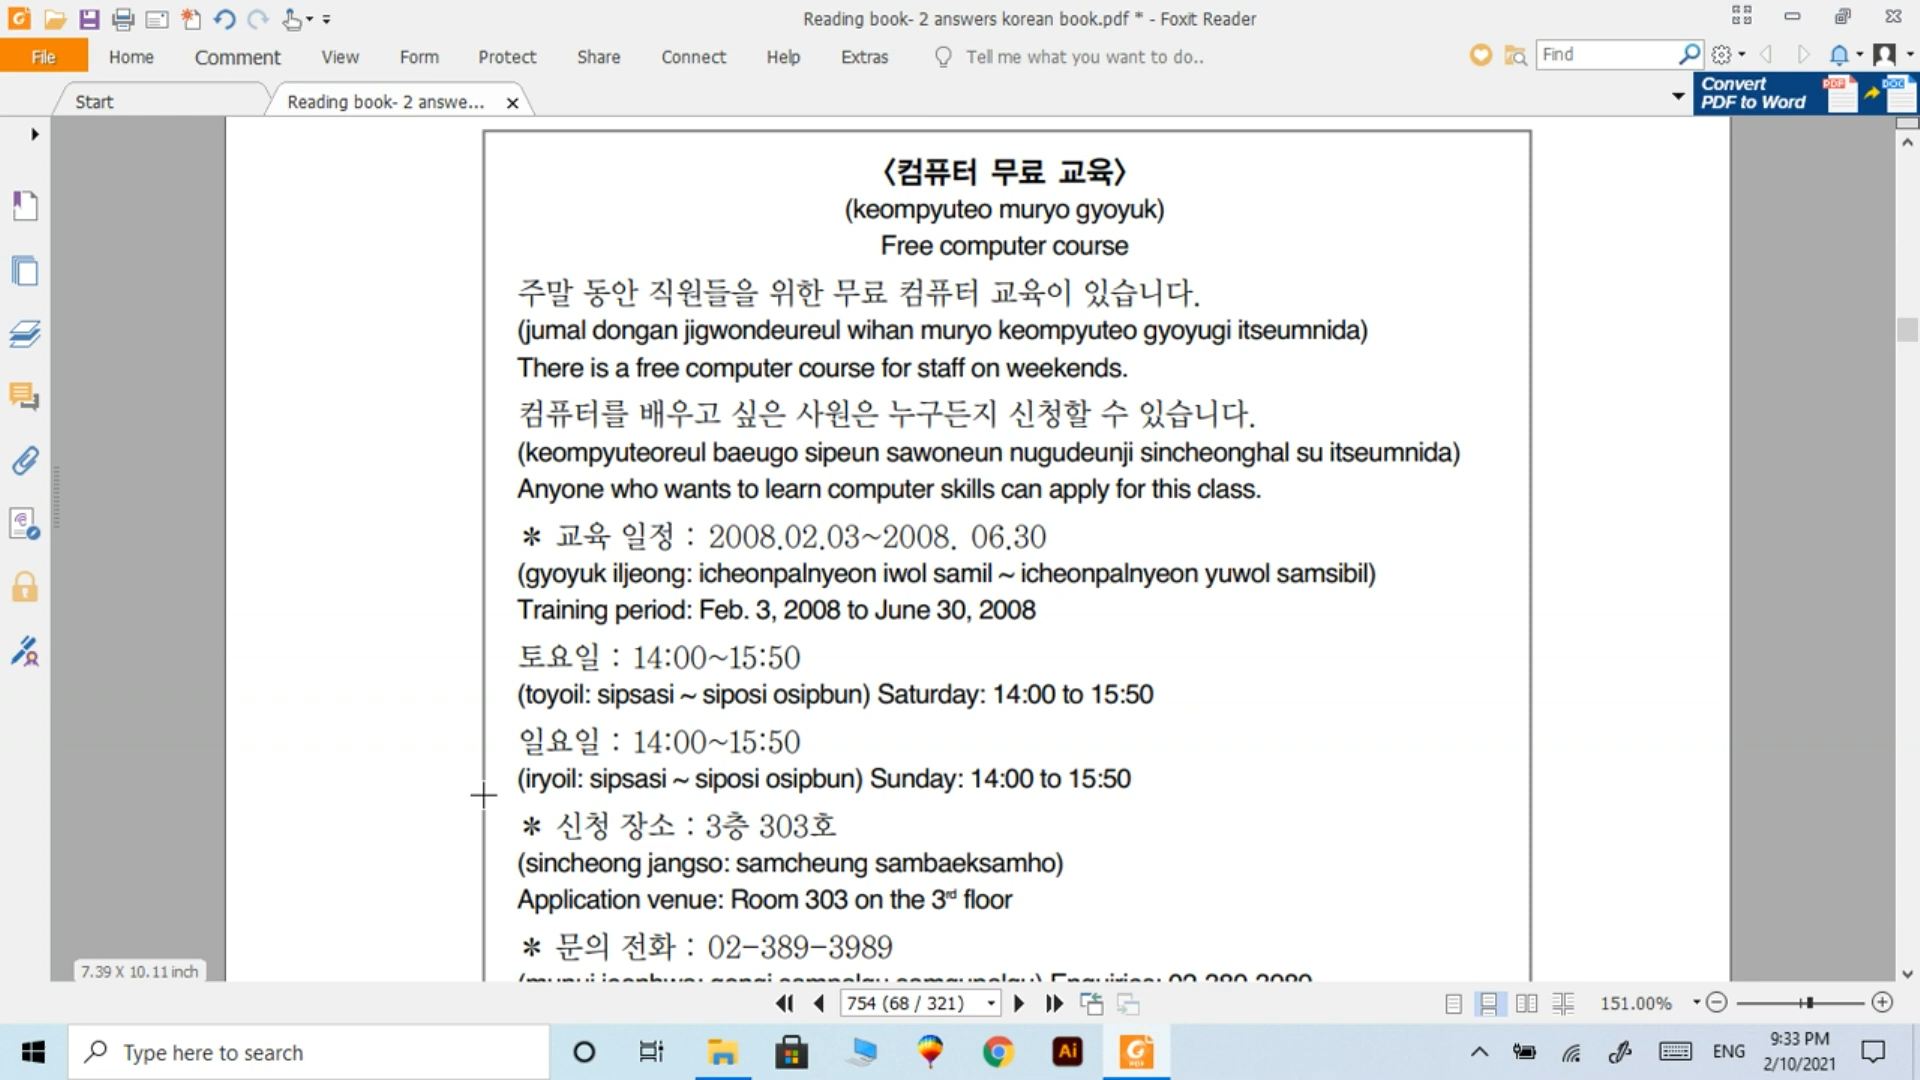 Reading book- 2 answers korean book.pdf * - Foxit Reader
File Home Comment View Form Protect Share Connect Help Extras Tell me what you want to do.. Find
Start Reading book- 2 answe... Convert PDF to Word PDF DOC
〈컴퓨터 무료 교육〉
(keompyuteo muryo gyoyuk)
Free computer course
주말 동안 직원들을 위한 무료 컴퓨터 교육이 있습니다.
(jumal dongan jigwondeureul wihan muryo keompyuteo gyoyugi itseumnida)
There is a free computer course for staff on weekends.
컴퓨터를 배우고 싶은 사원은 누구든지 신청할 수 있습니다.
(keompyuteoreul baeugo sipeun sawoneun nugudeunji sincheonghal su itseumnida)
Anyone who wants to learn computer skills can apply for this class.
* 교육 일정 : 2008.02.03~2008. 06.30
(gyoyuk iljeong: icheonpalnyeon iwol samil ~ icheonpalnyeon yuwol samsibil)
Training period: Feb. 3, 2008 to June 30, 2008
토요일 : 14:00~15:50
(toyoil: sipsasi ~ siposi osipbun) Saturday: 14:00 to 15:50
일요일 : 14:00~15:50
(iryoil: sipsasi ~ siposi osipbun) Sunday: 14:00 to 15:50
* 신청 장소 : 3층 303호
(sincheong jangso: samcheung sambaeksamho)
Application venue: Room 303 on the 3rd floor
* 문의 전화 : 02-389-3989
7.39 X 10.11 inch
754 (68 / 321) 151.00%
Type here to search Ai ENG 9:33 PM
2/10/2021